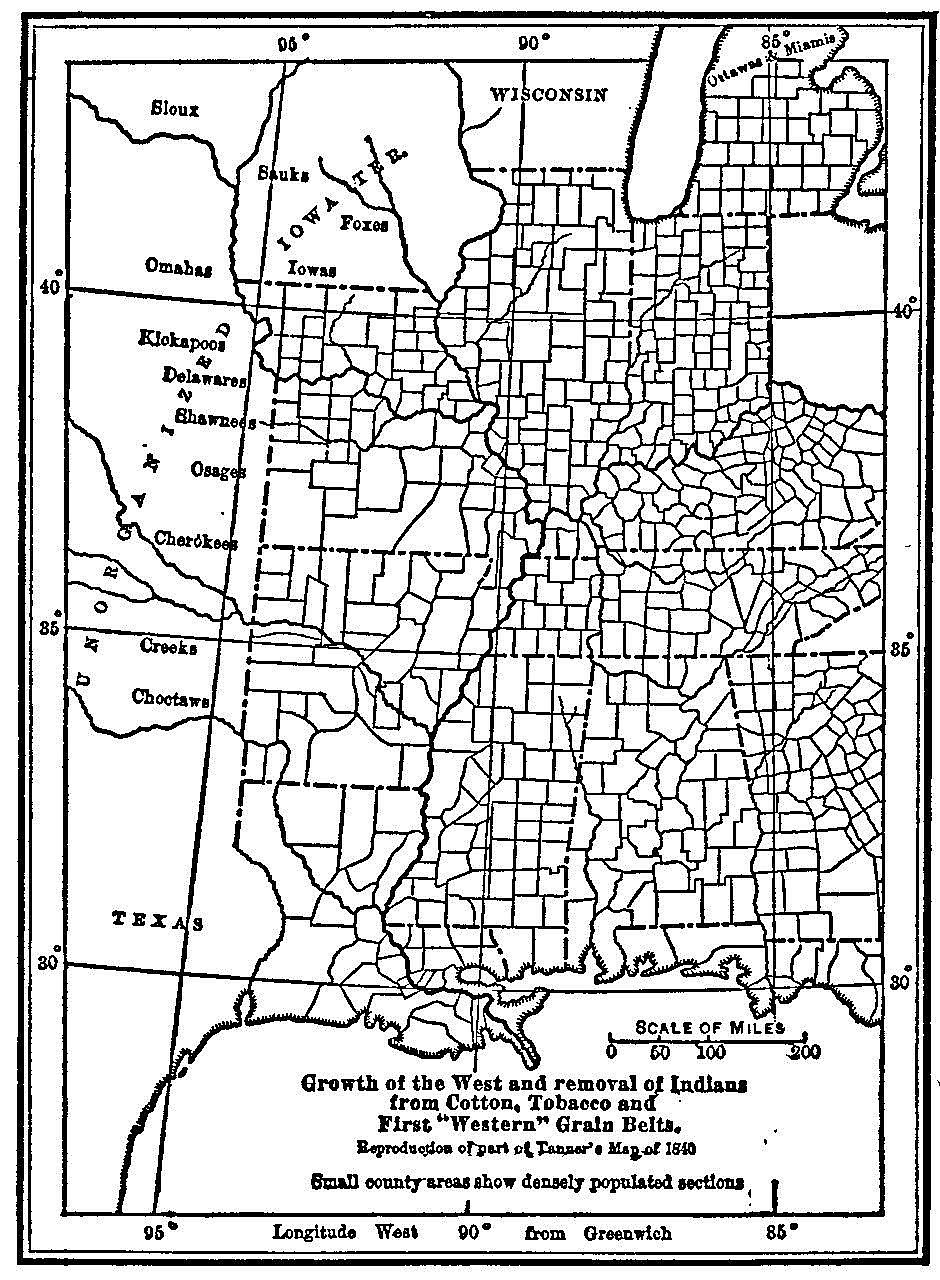 95°
90°
85°
Ottawas & Miamis
WISCONSIN
Sioux
Sauks
IOWA TER.
Foxes
Omahas
Iowas
40°
40°
Kickapoos
Delawares
Shawnees
Osages
UNORGANIZED
Cherokees
35°
35°
Creeks
Choctaws
TEXAS
30°
30°
SCALE OF MILES
0 50 100 200
Growth of the West and removal of Indians
from Cotton, Tobacco and
First "Western" Grain Belts.
Reproduction of part of Tanner's Map of 1840
Small county areas show densely populated sections
95° Longitude West 90° from Greenwich 85°